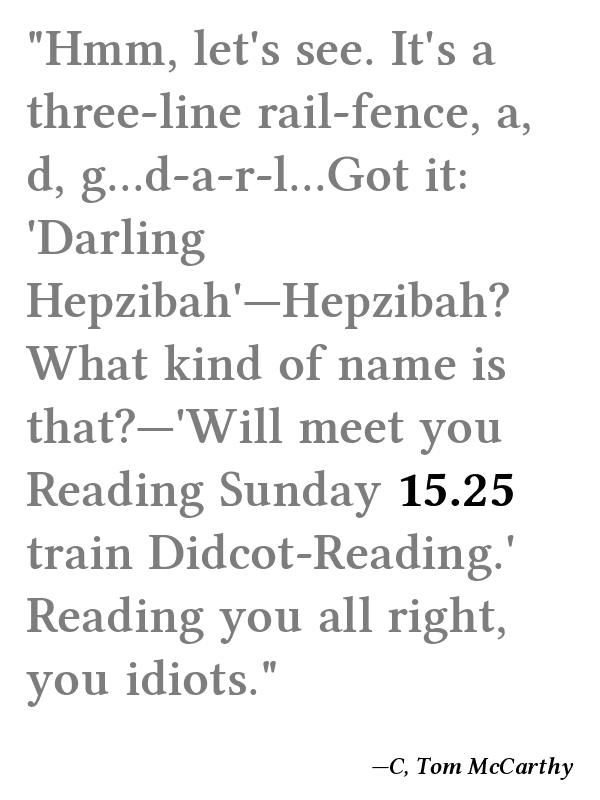 "Hmm, let's see. It's a
three-line rail-fence, a,
d, g...d-a-r-l...Got it:
'Darling
Hepzibah'—Hepzibah?
What kind of name is
that?—'Will meet you
Reading Sunday 15.25
train Didcot-Reading.'
Reading you all right,
you idiots."
—C, Tom McCarthy